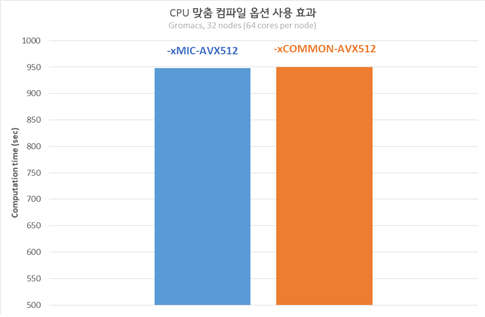 CPU 맞춤 컴파일 옵션 사용 효과
Gromacs, 32 nodes (64 cores per node)
-xMIC-AVX512
-xCOMMON-AVX512
Computation time (sec)
1000
950
900
850
800
750
700
650
600
550
500